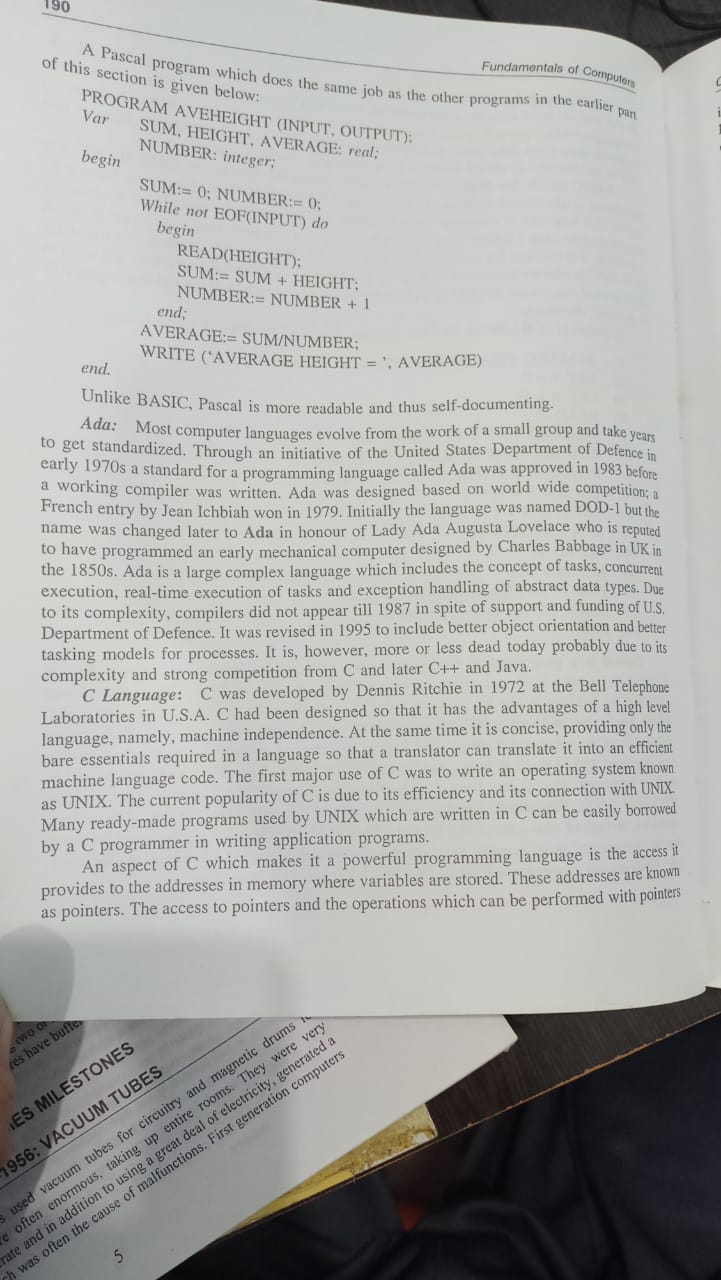 190
Fundamentals of Computers
A Pascal program which does the same job as the other programs in the earlier part
of this section is given below:
PROGRAM AVEHEIGHT (INPUT, OUTPUT);
Var SUM, HEIGHT, AVERAGE: real;
NUMBER: integer;
begin
SUM:= 0; NUMBER:= 0;
While not EOF(INPUT) do
begin
READ(HEIGHT);
SUM:= SUM + HEIGHT;
NUMBER:= NUMBER + 1
end;
AVERAGE:= SUM/NUMBER;
WRITE (‘AVERAGE HEIGHT = ’, AVERAGE)
end.
Unlike BASIC, Pascal is more readable and thus self-documenting.
Ada: Most computer languages evolve from the work of a small group and take years
to get standardized. Through an initiative of the United States Department of Defence in
early 1970s a standard for a programming language called Ada was approved in 1983 before
a working compiler was written. Ada was designed based on world wide competition; a
French entry by Jean Ichbiah won in 1979. Initially the language was named DOD-1 but the
name was changed later to Ada in honour of Lady Ada Augusta Lovelace who is reputed
to have programmed an early mechanical computer designed by Charles Babbage in UK in
the 1850s. Ada is a large complex language which includes the concept of tasks, concurrent
execution, real-time execution of tasks and exception handling of abstract data types. Due
to its complexity, compilers did not appear till 1987 in spite of support and funding of U.S.
Department of Defence. It was revised in 1995 to include better object orientation and better
tasking models for processes. It is, however, more or less dead today probably due to its
complexity and strong competition from C and later C++ and Java.
C Language: C was developed by Dennis Ritchie in 1972 at the Bell Telephone
Laboratories in U.S.A. C had been designed so that it has the advantages of a high level
language, namely, machine independence. At the same time it is concise, providing only the
bare essentials required in a language so that a translator can translate it into an efficient
machine language code. The first major use of C was to write an operating system known
as UNIX. The current popularity of C is due to its efficiency and its connection with UNIX.
Many ready-made programs used by UNIX which are written in C can be easily borrowed
by a C programmer in writing application programs.
An aspect of C which makes it a powerful programming language is the access it
provides to the addresses in memory where variables are stored. These addresses are known
as pointers. The access to pointers and the operations which can be performed with pointers
two or
have
MILESTONES
1956: VACUUM TUBES
used vacuum tubes for circuitry and magnetic drums
often enormous, taking up entire rooms. They were very
and in addition to using a great deal of electricity, generated a
was often the cause of malfunctions. First generation computers
5